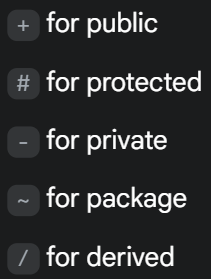 + for public
# for protected
- for private
~ for package
/ for derived